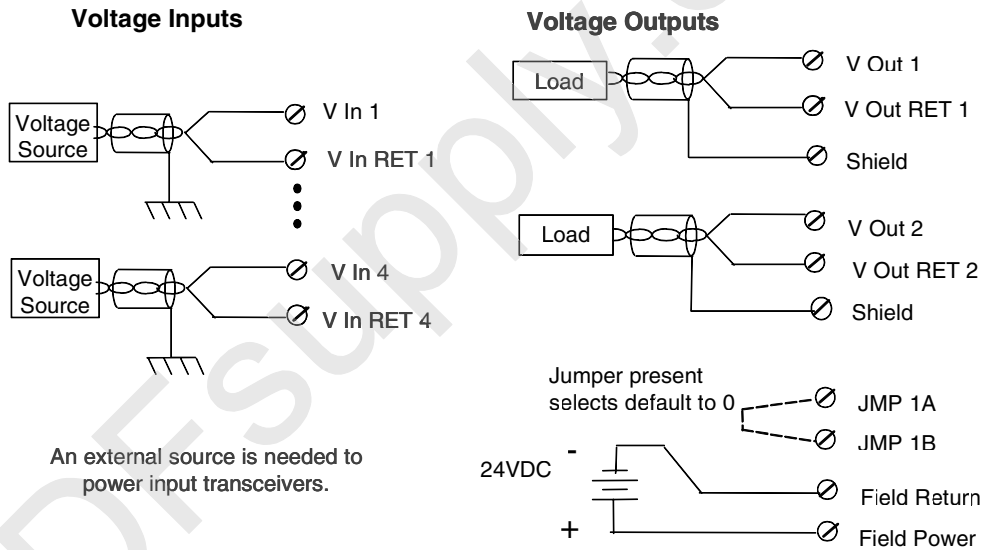 Voltage Inputs
Voltage
Source
V In 1
V In RET 1
Voltage
Source
V In 4
V In RET 4
An external source is needed to
power input transceivers.
Voltage Outputs
Load
V Out 1
V Out RET 1
Shield
Load
V Out 2
V Out RET 2
Shield
Jumper present
selects default to 0
JMP 1A
JMP 1B
24VDC
-
+
Field Return
Field Power
DFsupply.